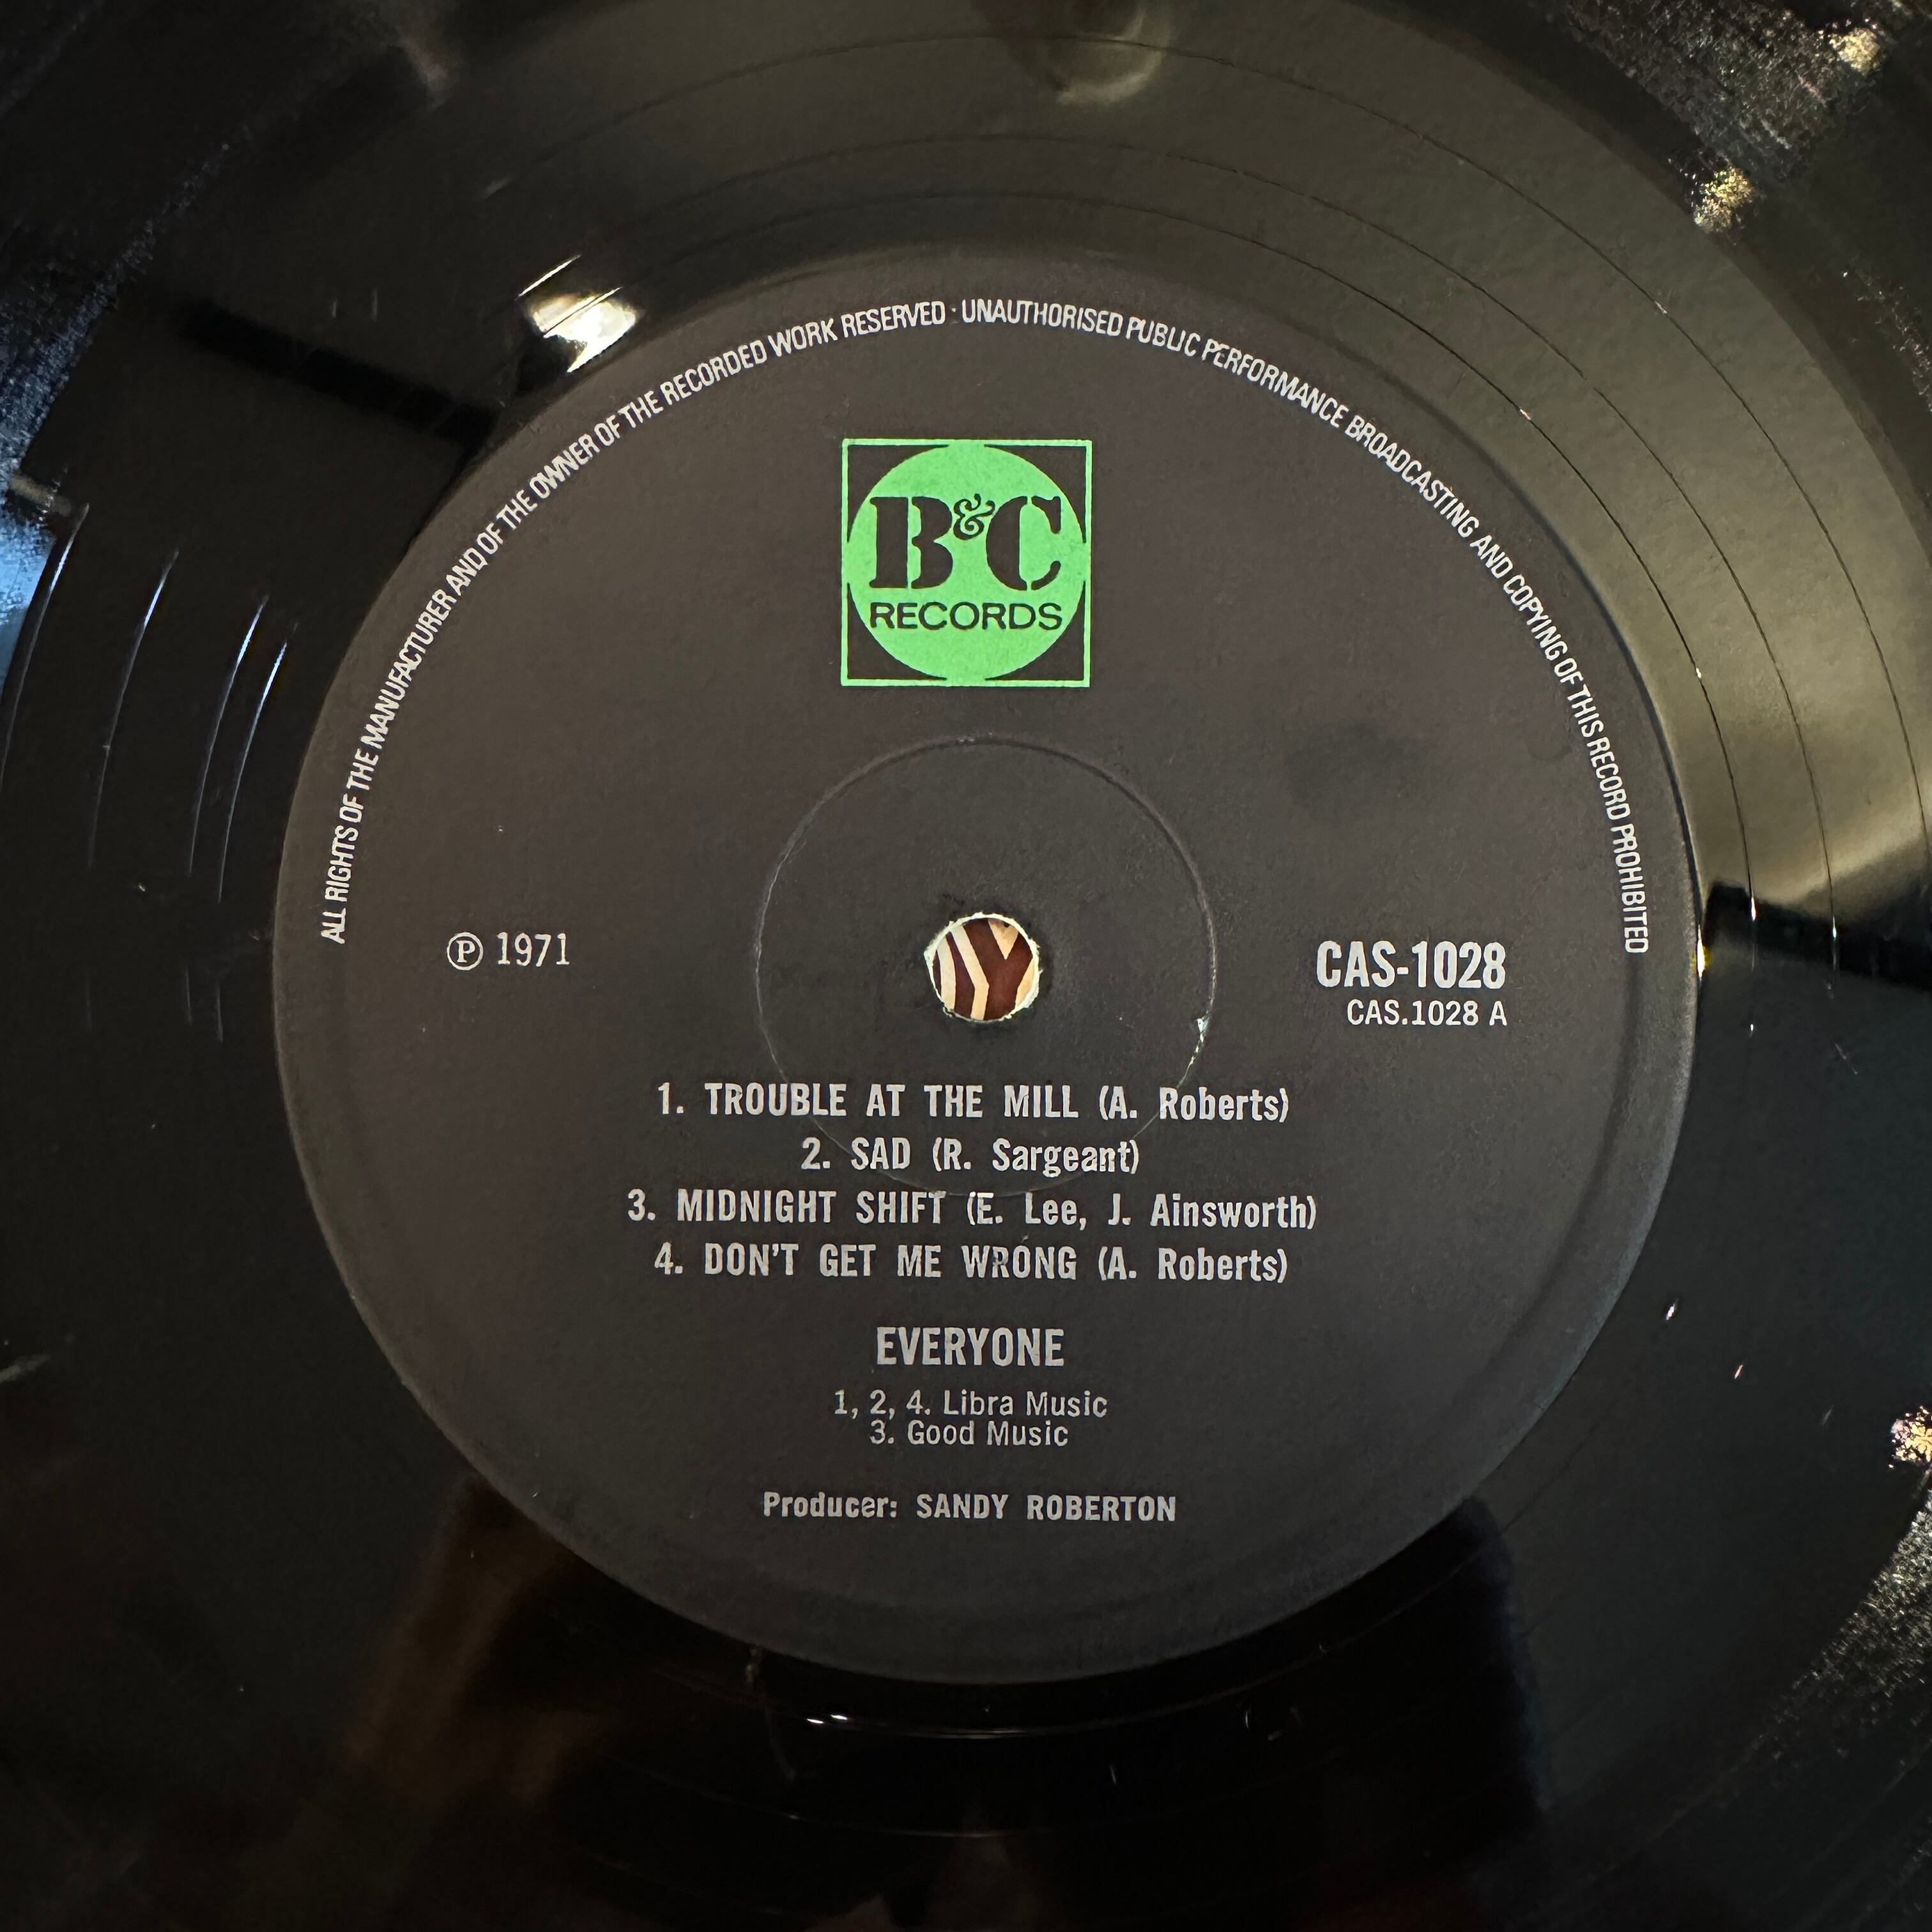 ALL RIGHTS OF THE MANUFACTURER AND OF THE OWNER OF THE RECORDED WORK RESERVED · UNAUTHORISED PUBLIC PERFORMANCE BROADCASTING AND COPYING OF THIS RECORD PROHIBITED
B&C
RECORDS
℗ 1971
CAS-1028
CAS.1028 A
1. TROUBLE AT THE MILL (A. Roberts)
2. SAD (R. Sargeant)
3. MIDNIGHT SHIFT (E. Lee, J. Ainsworth)
4. DON'T GET ME WRONG (A. Roberts)
EVERYONE
1, 2, 4. Libra Music
3. Good Music
Producer: SANDY ROBERTON